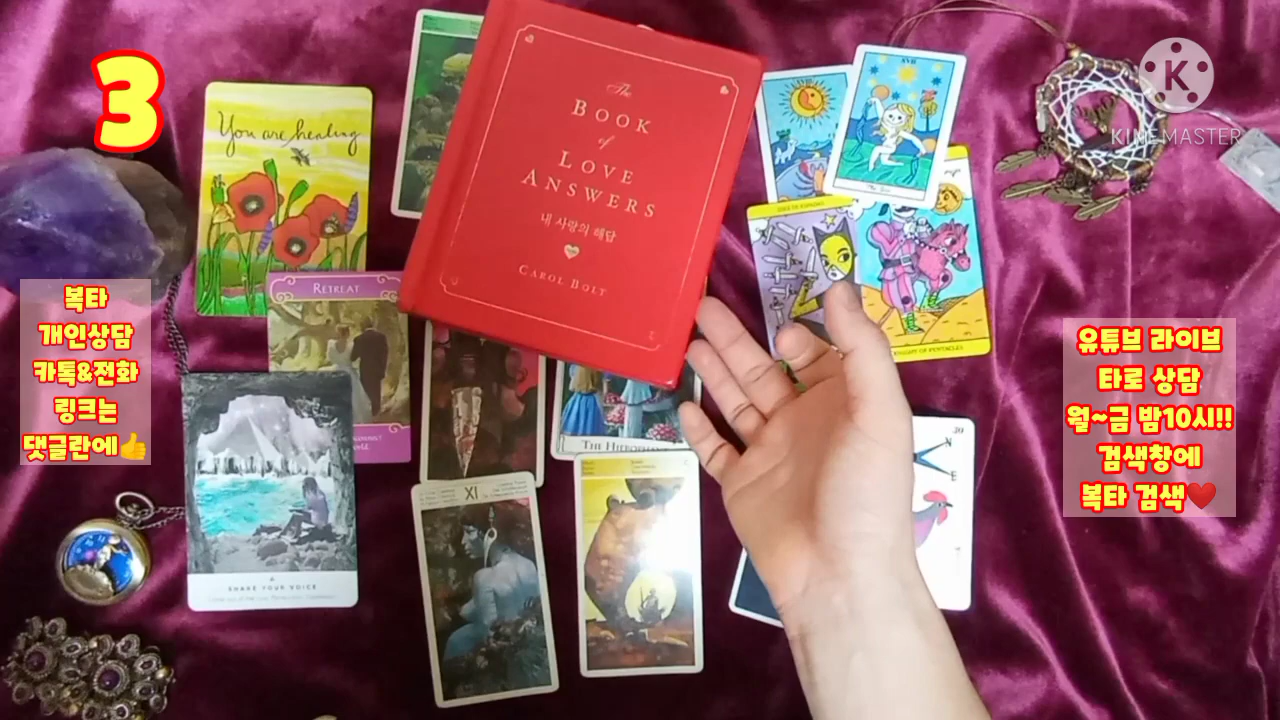 3
You are healing
RETREAT
The
BOOK
of
LOVE
ANSWERS
내 사랑의 해답
CAROL BOLT
XVII
The Star
KNIGHT OF PENTACLES
THE HIEROPHANT
XI
SHARE YOUR VOICE
N
E
KINEMASTER
복타
개인상담
카톡&전화
링크는
댓글란에👍
유튜브 라이브
타로 상담
월~금 밤10시!!
검색창에
복타 검색❤️